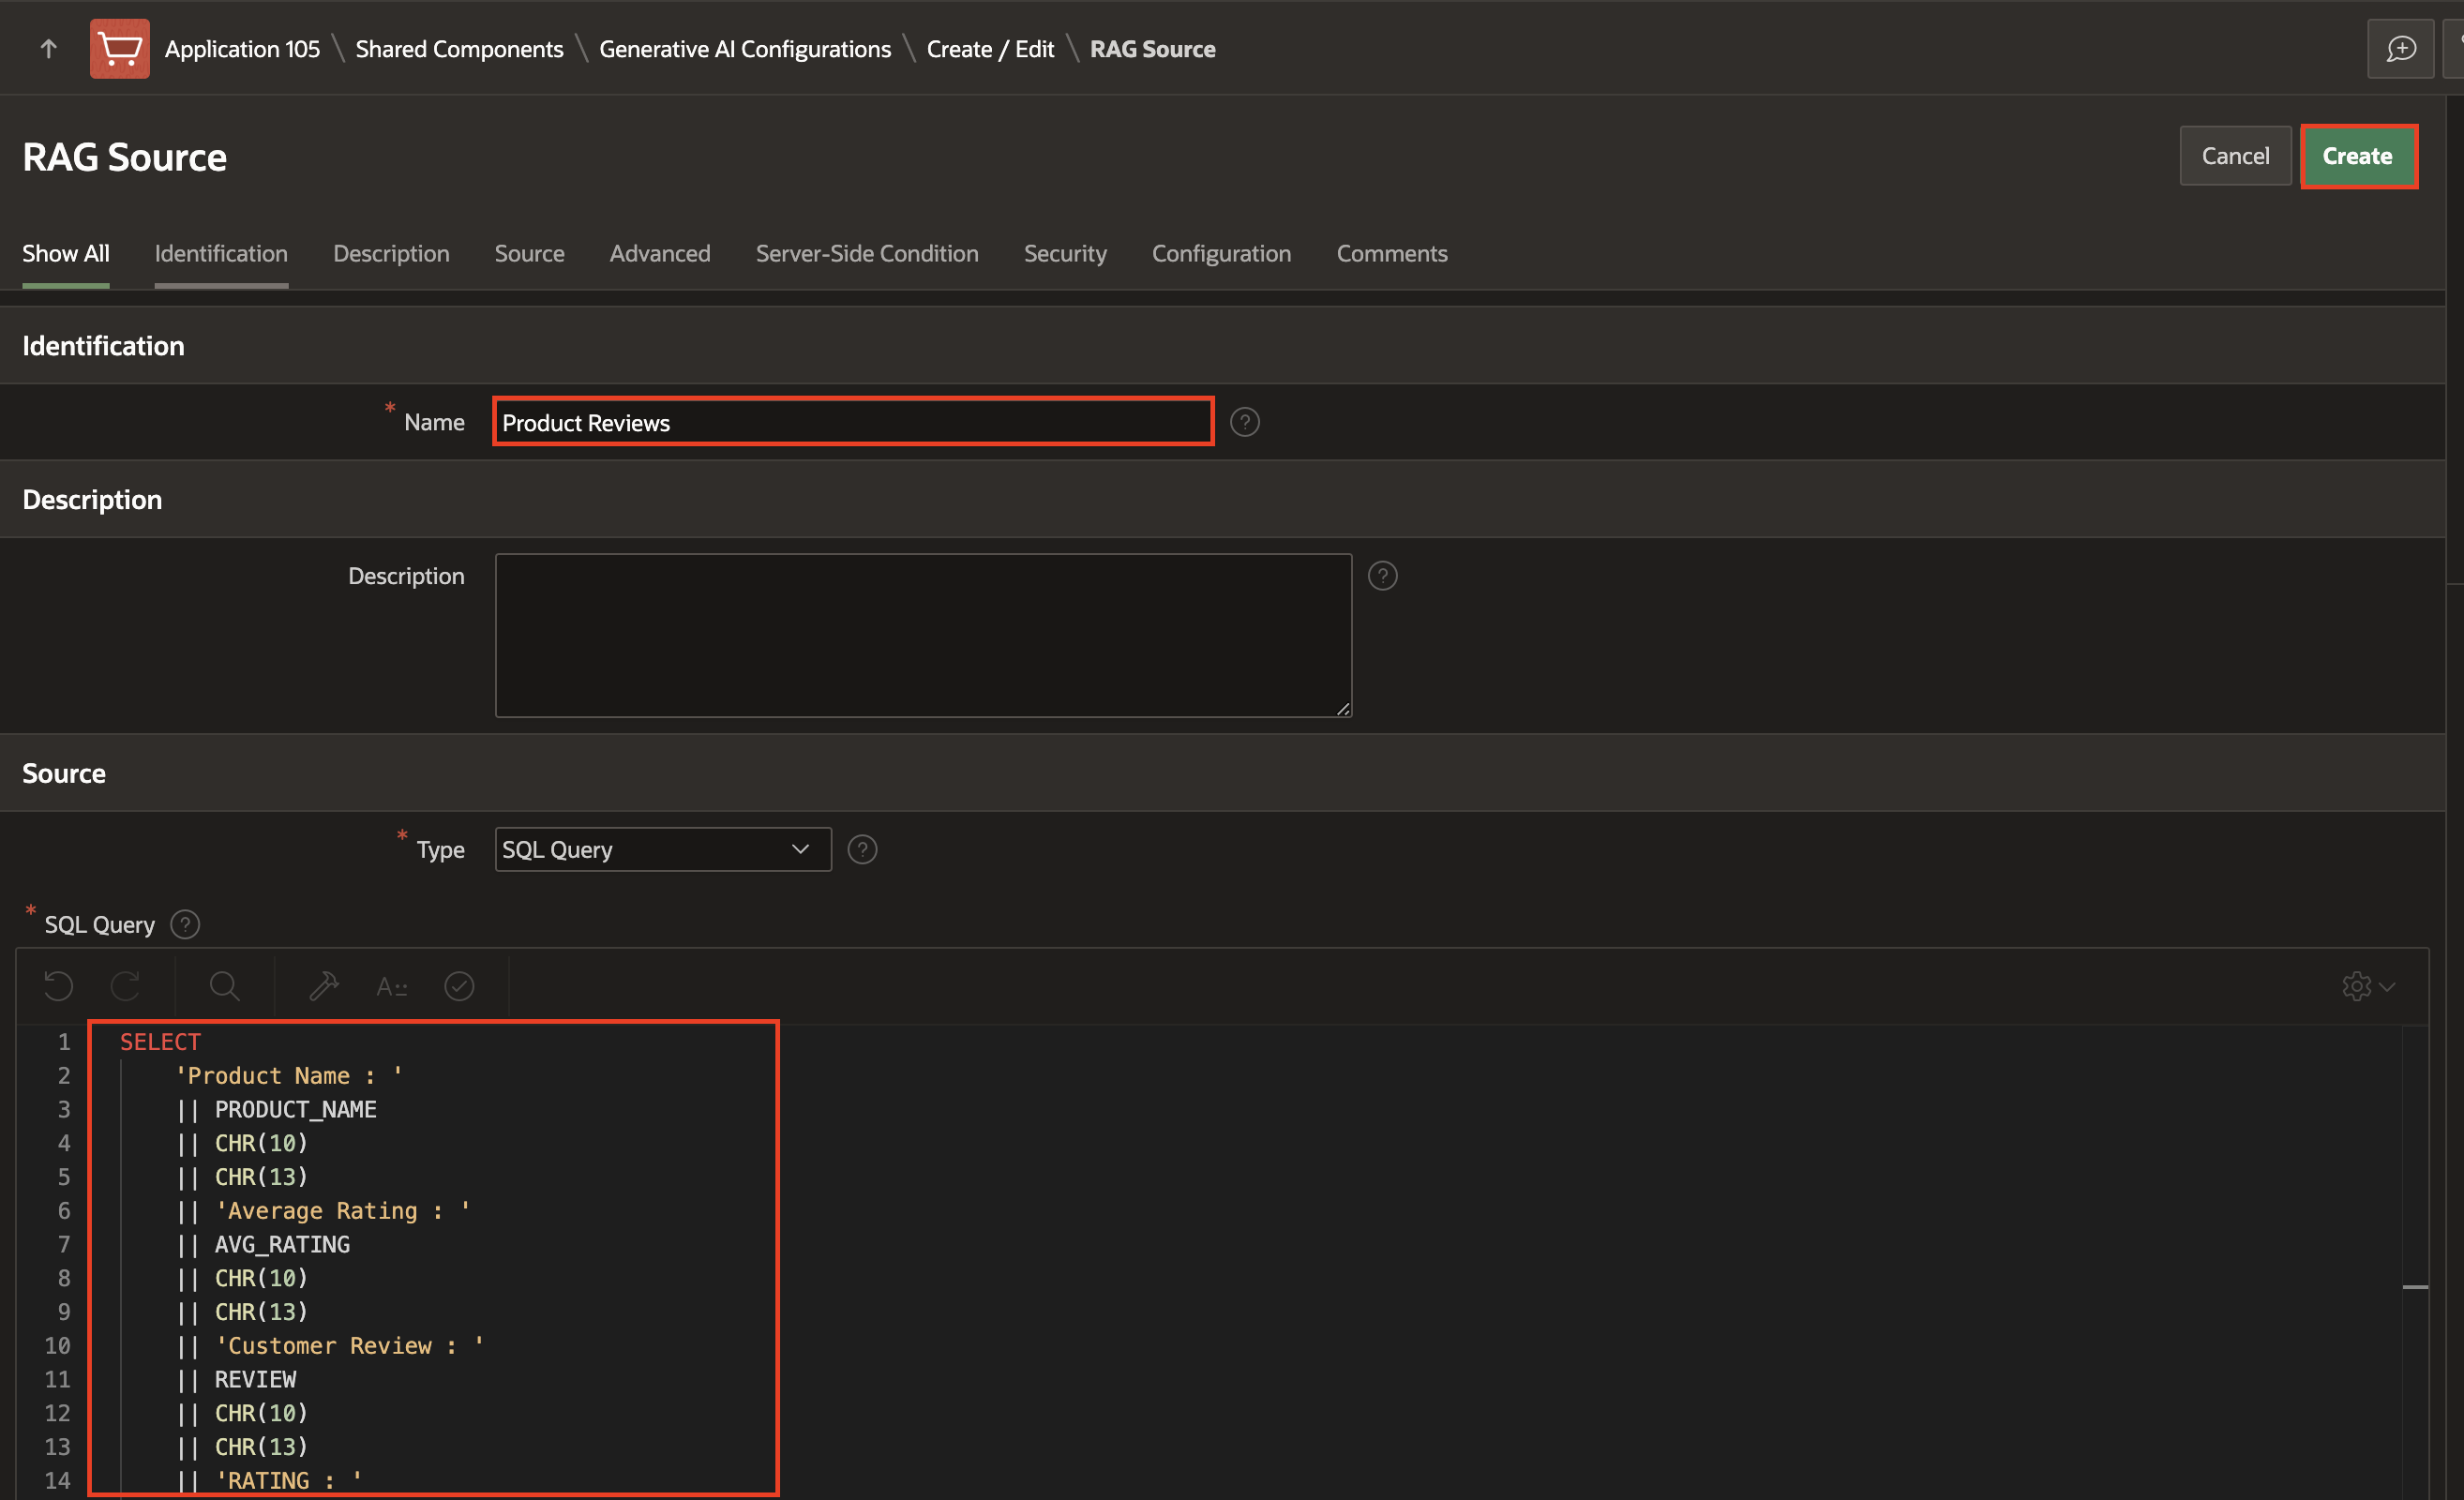 Application 105 \ Shared Components \ Generative AI Configurations \ Create / Edit \ RAG Source
RAG Source
Cancel
Create
Show All
Identification
Description
Source
Advanced
Server-Side Condition
Security
Configuration
Comments
Identification
* Name
Product Reviews
?
Description
Description
?
Source
* Type
SQL Query
?
* SQL Query ?
A::
1 SELECT
2 'Product Name : '
3 || PRODUCT_NAME
4 || CHR(10)
5 || CHR(13)
6 || 'Average Rating : '
7 || AVG_RATING
8 || CHR(10)
9 || CHR(13)
10 || 'Customer Review : '
11 || REVIEW
12 || CHR(10)
13 || CHR(13)
14 || 'RATING : '